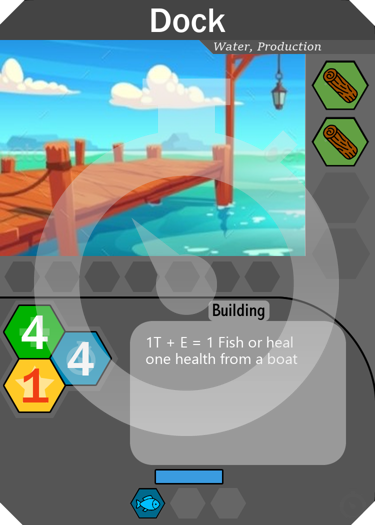 Dock
Water, Production
Building
4
4
1
1T + E = 1 Fish or heal
one health from a boat